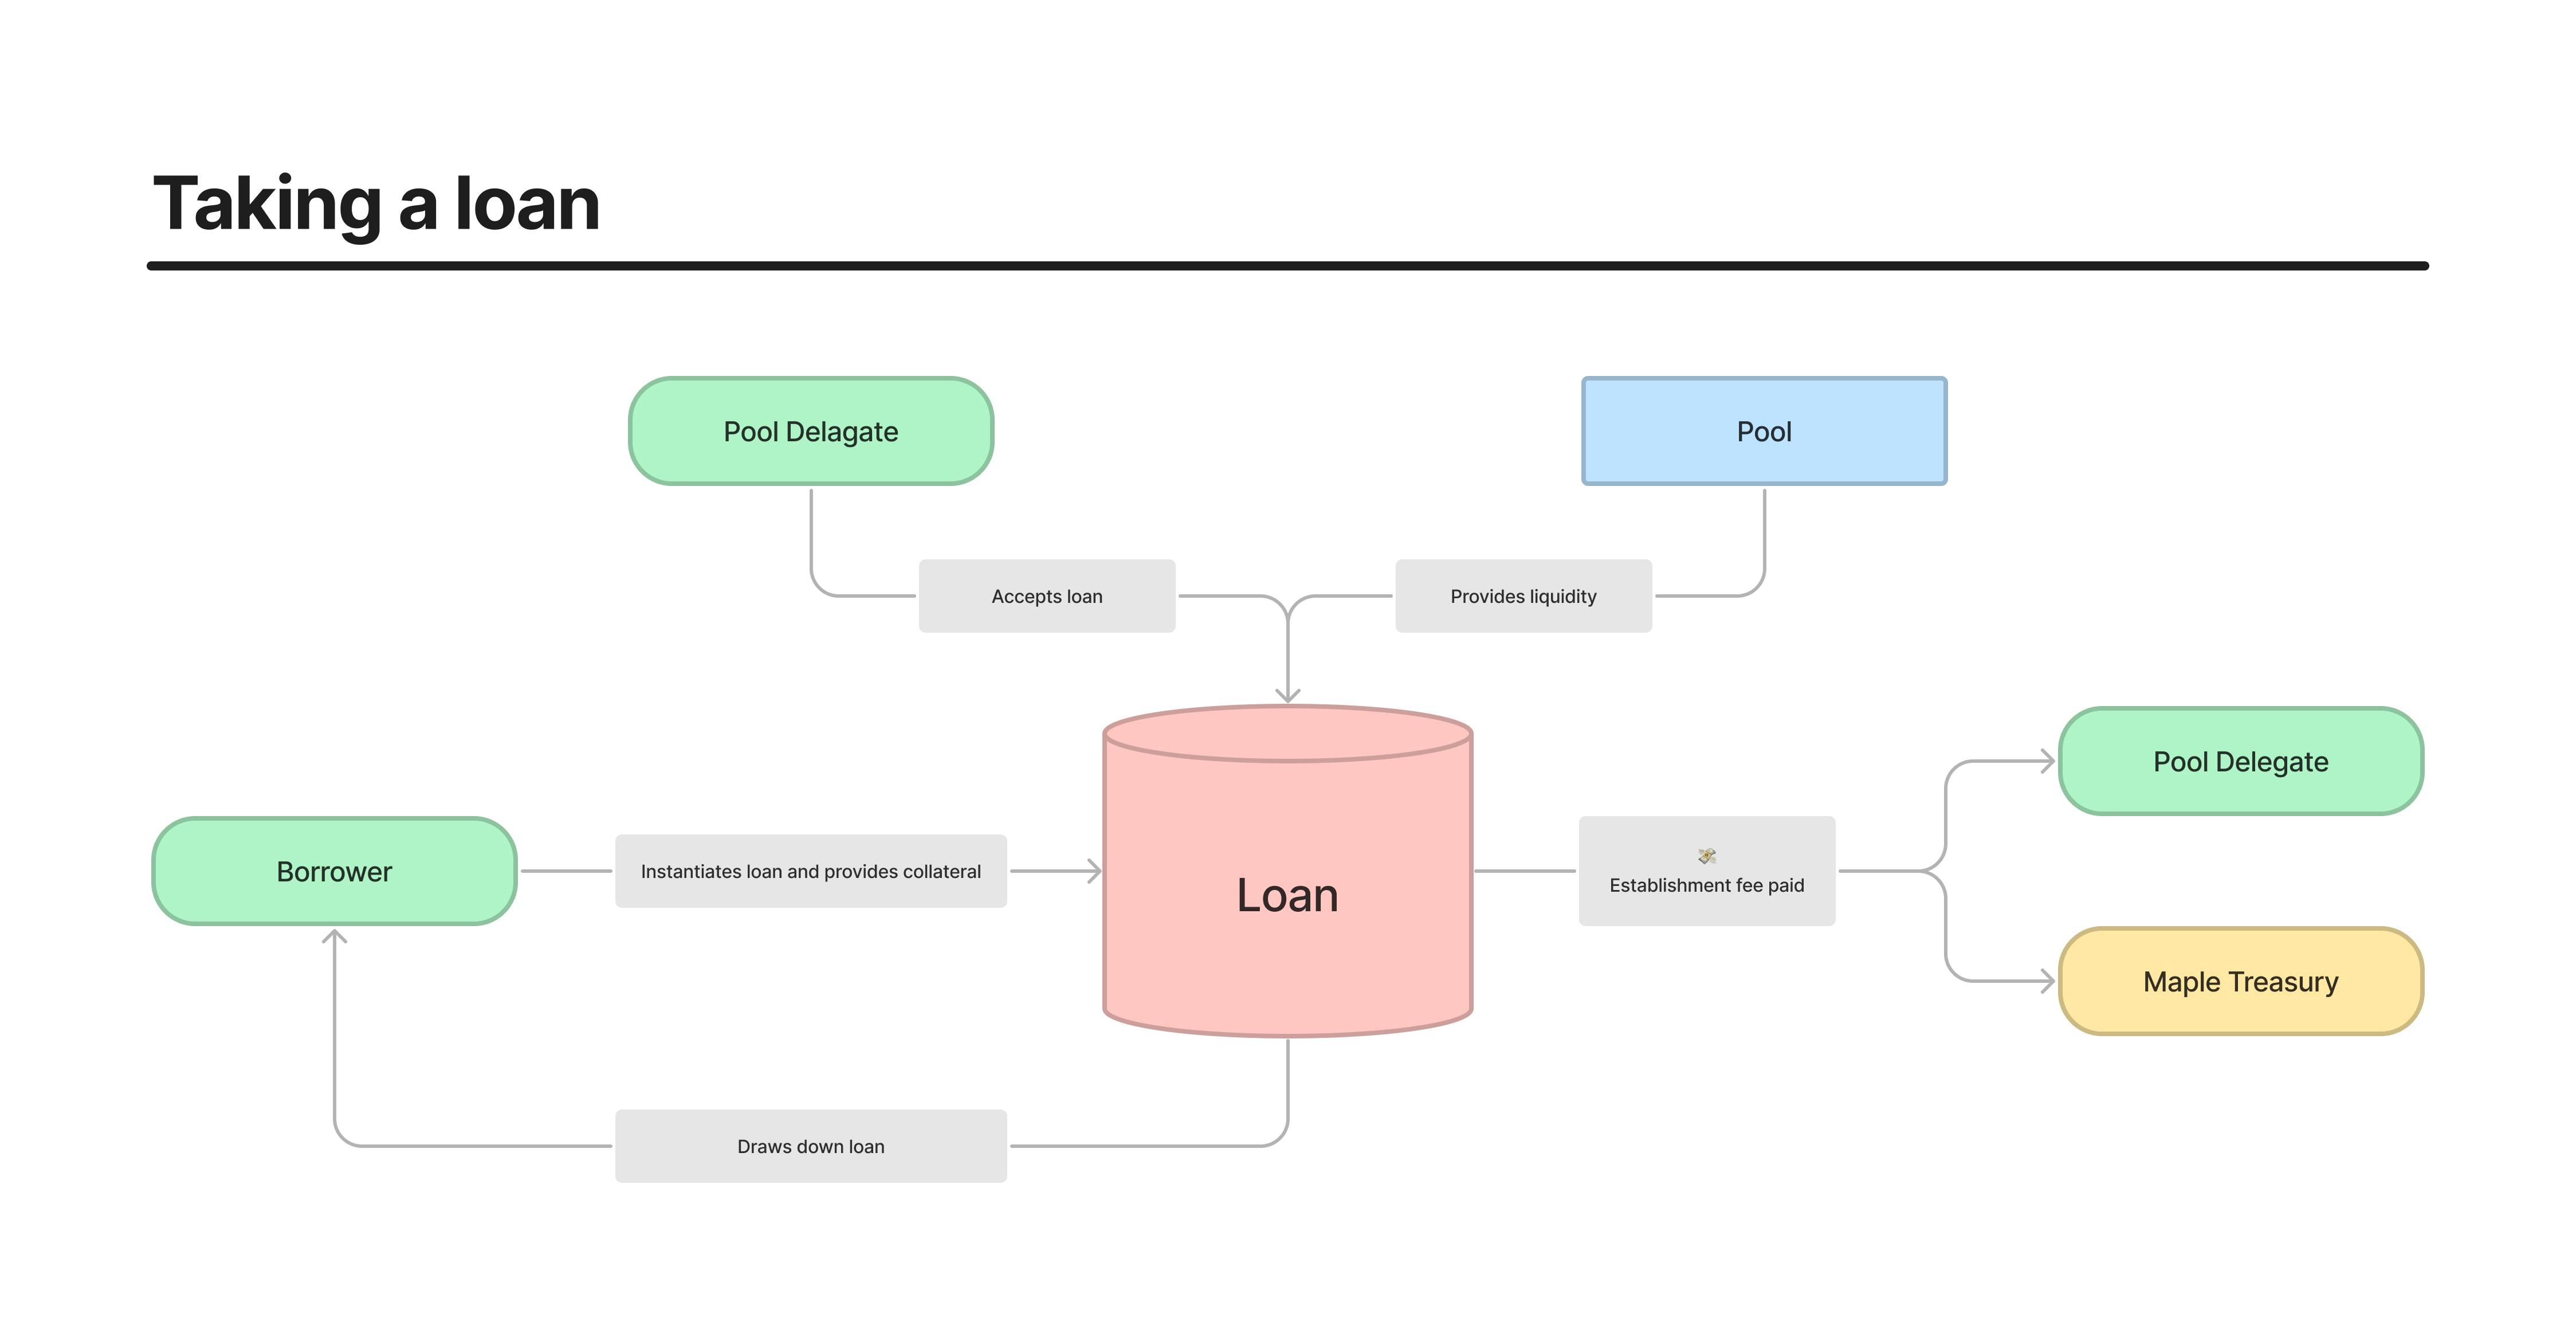 Taking a loan
Pool Delagate
Pool
Accepts loan
Provides liquidity
Pool Delegate
Borrower
Instantiates loan and provides collateral
Loan
💸
Establishment fee paid
Maple Treasury
Draws down loan